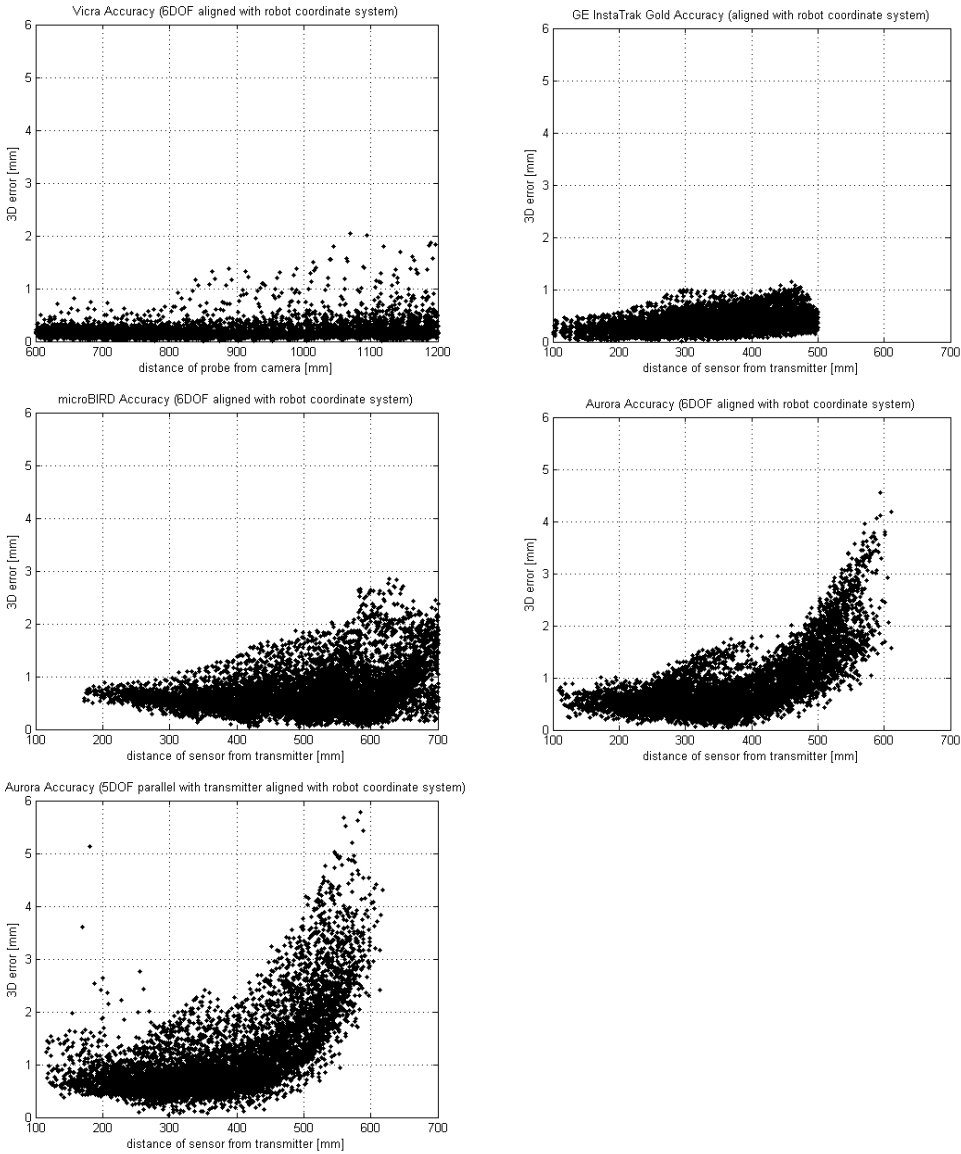 Vicra Accuracy (6DOF aligned with robot coordinate system)
6
5
4
3
2
1
0
3D error [mm]
600 700 800 900 1000 1100 1200
distance of probe from camera [mm]
GE InstaTrak Gold Accuracy (aligned with robot coordinate system)
6
5
4
3
2
1
0
3D error [mm]
100 200 300 400 500 600 700
distance of sensor from transmitter [mm]
microBIRD Accuracy (6DOF aligned with robot coordinate system)
6
5
4
3
2
1
0
3D error [mm]
100 200 300 400 500 600 700
distance of sensor from transmitter [mm]
Aurora Accuracy (6DOF aligned with robot coordinate system)
6
5
4
3
2
1
0
3D error [mm]
100 200 300 400 500 600 700
distance of sensor from transmitter [mm]
Aurora Accuracy (5DOF parallel with transmitter aligned with robot coordinate system)
6
5
4
3
2
1
0
3D error [mm]
100 200 300 400 500 600 700
distance of sensor from transmitter [mm]